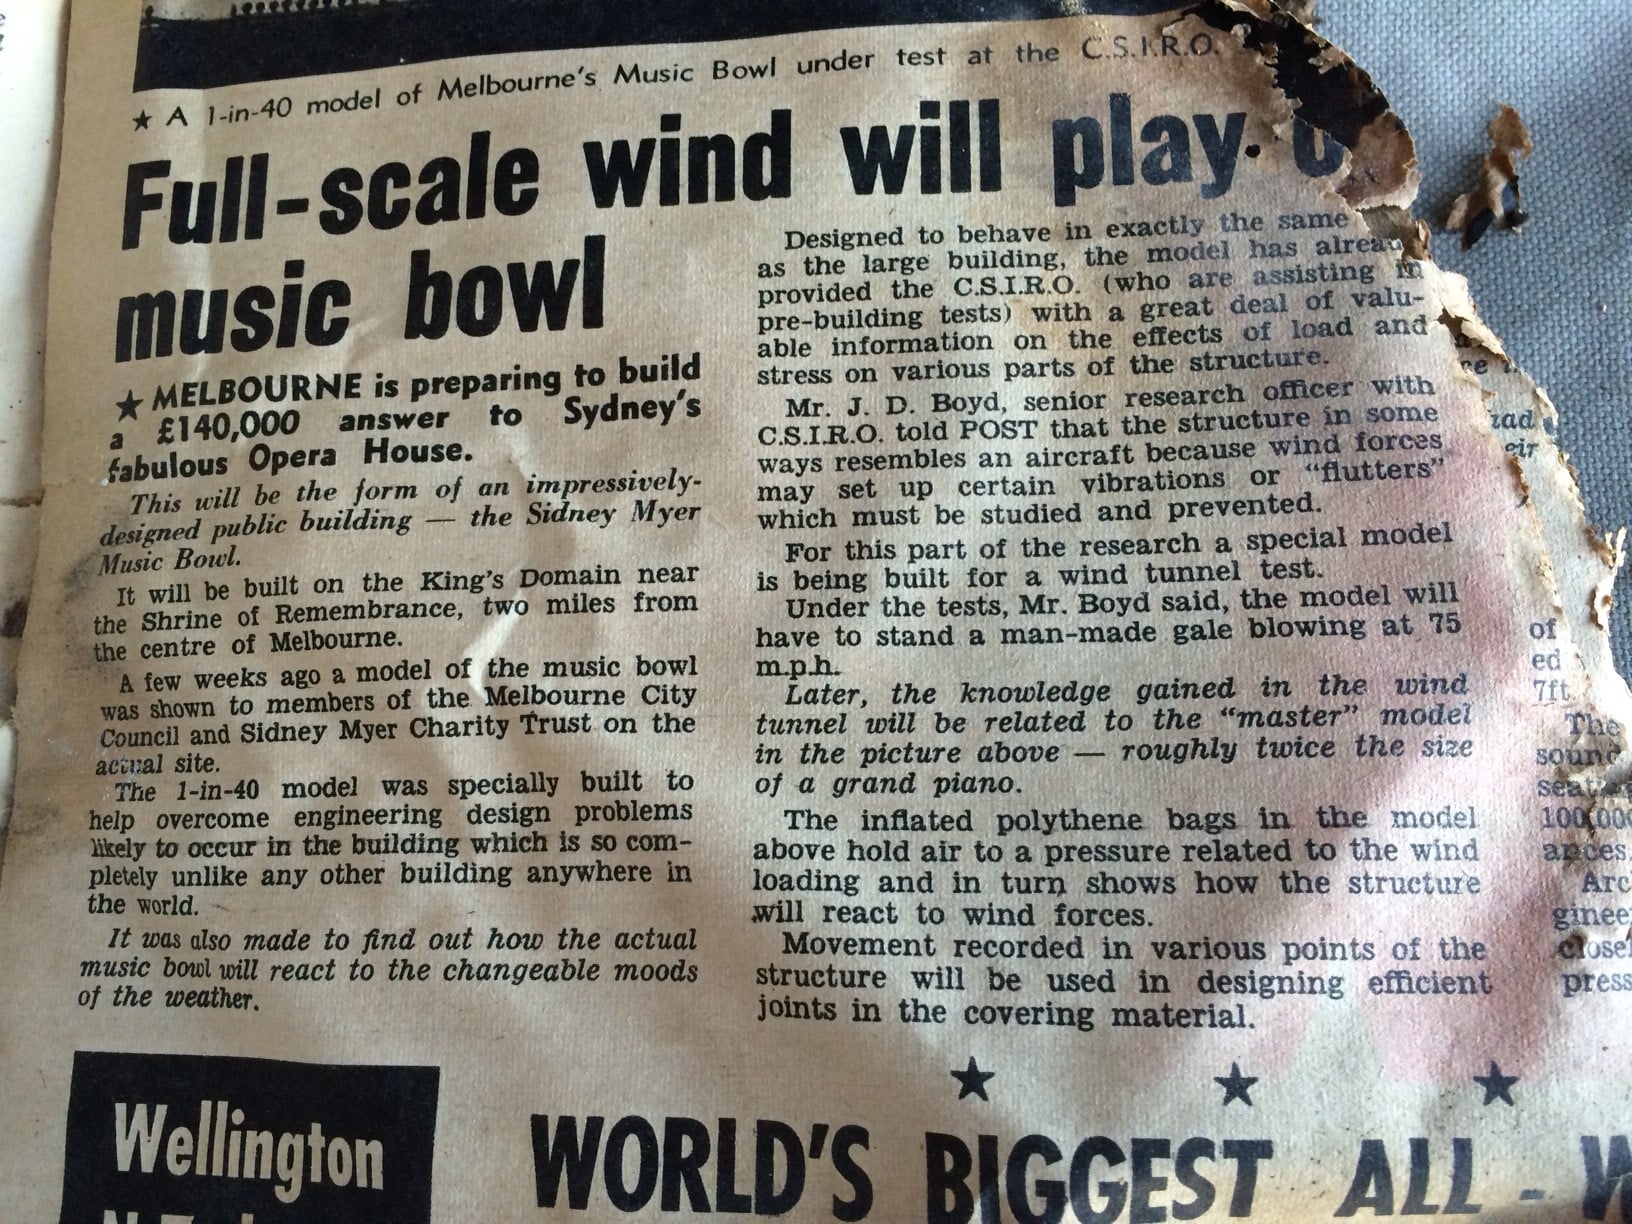 ★ A 1-in-40 model of Melbourne's Music Bowl under test at the C.S.I.R.O.
Full-scale wind will play
music bowl
★ MELBOURNE is preparing to build
a £140,000 answer to Sydney's
fabulous Opera House.
This will be the form of an impressively-
designed public building — the Sidney Myer
Music Bowl.
It will be built on the King's Domain near
the Shrine of Remembrance, two miles from
the centre of Melbourne.
A few weeks ago a model of the music bowl
was shown to members of the Melbourne City
Council and Sidney Myer Charity Trust on the
actual site.
The 1-in-40 model was specially built to
help overcome engineering design problems
likely to occur in the building which is so com-
pletely unlike any other building anywhere in
the world.
It was also made to find out how the actual
music bowl will react to the changeable moods
of the weather.
Designed to behave in exactly the same
as the large building, the model has
provided the C.S.I.R.O. (who are assisting in
pre-building tests) with a great deal of valu-
able information on the effects of load and
stress on various parts of the structure.
Mr. J. D. Boyd, senior research officer with
C.S.I.R.O. told POST that the structure in some
ways resembles an aircraft because wind forces
may set up certain vibrations or "flutters"
which must be studied and prevented.
For this part of the research a special model
is being built for a wind tunnel test.
Under the tests, Mr. Boyd said, the model will
have to stand a man-made gale blowing at 75
m.p.h.
Later, the knowledge gained in the wind
tunnel will be related to the "master" model
in the picture above — roughly twice the size
of a grand piano.
The inflated polythene bags in the model
above hold air to a pressure related to the wind
loading and in turn shows how the structure
will react to wind forces.
Movement recorded in various points of the
structure will be used in designing efficient
joints in the covering material.
of
ed
7ft
The
sound
100,000
ances.
Arc
ginee
close
press
Wellington
★ ★ ★
WORLD'S BIGGEST ALL - W